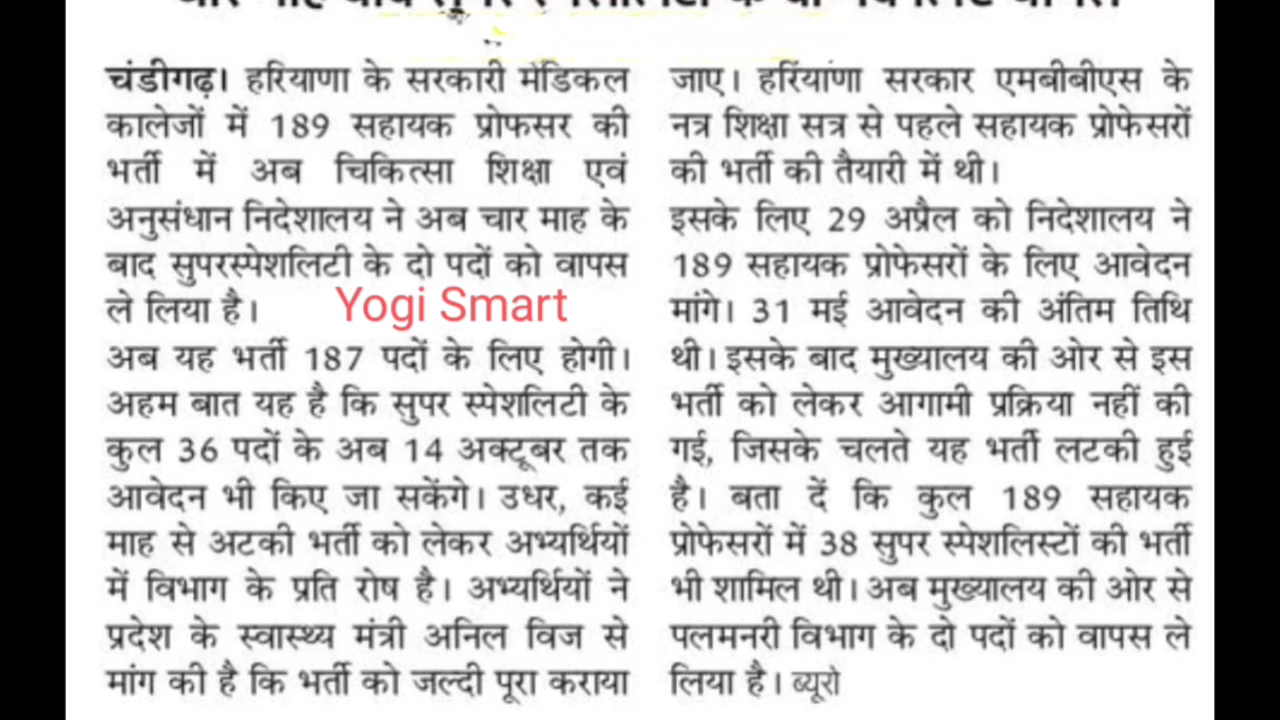 चंडीगढ़। हरियाणा के सरकारी मेडिकल
कालेजों में 189 सहायक प्रोफसर की
भर्ती में अब चिकित्सा शिक्षा एवं
अनुसंधान निदेशालय ने अब चार माह के
बाद सुपरस्पेशलिटी के दो पदों को वापस
ले लिया है।
Yogi Smart
अब यह भर्ती 187 पदों के लिए होगी।
अहम बात यह है कि सुपर स्पेशलिटी के
कुल 36 पदों के अब 14 अक्टूबर तक
आवेदन भी किए जा सकेंगे। उधर, कई
माह से अटकी भर्ती को लेकर अभ्यर्थियों
में विभाग के प्रति रोष है। अभ्यर्थियों ने
प्रदेश के स्वास्थ्य मंत्री अनिल विज से
मांग की है कि भर्ती को जल्दी पूरा कराया
जाए। हरियाणा सरकार एमबीबीएस के
नत्र शिक्षा सत्र से पहले सहायक प्रोफेसरों
की भर्ती की तैयारी में थी।
इसके लिए 29 अप्रैल को निदेशालय ने
189 सहायक प्रोफेसरों के लिए आवेदन
मांगे। 31 मई आवेदन की अंतिम तिथि
थी। इसके बाद मुख्यालय की ओर से इस
भर्ती को लेकर आगामी प्रक्रिया नहीं की
गई, जिसके चलते यह भर्ती लटकी हुई
है। बता दें कि कुल 189 सहायक
प्रोफेसरों में 38 सुपर स्पेशलिस्टों की भर्ती
भी शामिल थी। अब मुख्यालय की ओर से
पलमनरी विभाग के दो पदों को वापस ले
लिया है। ब्यूरो